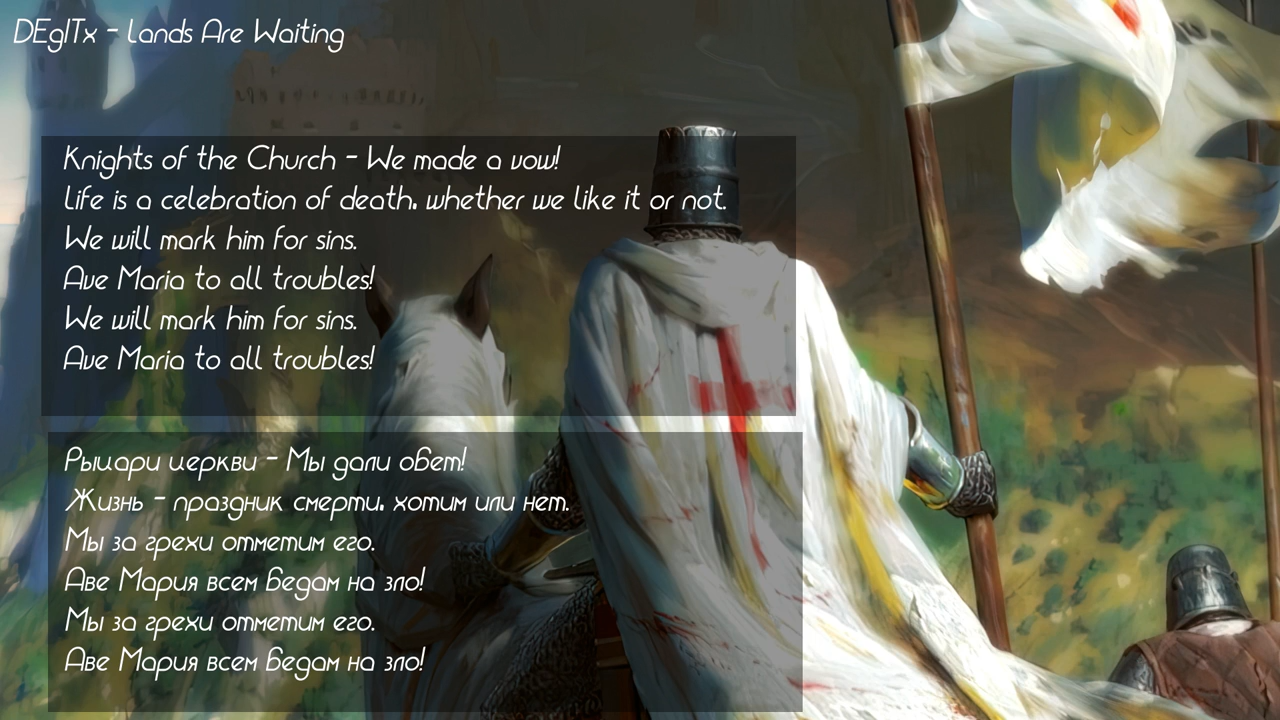 DEgITx - Lands Are Waiting
Knights of the Church - We made a vow!
Life is a celebration of death, whether we like it or not.
We will mark him for sins.
Ave Maria to all troubles!
We will mark him for sins.
Ave Maria to all troubles!
Рыцари церкви - Мы дали обет!
Жизнь - праздник смерти, хотим или нет.
Мы за грехи отметим его.
Аве Мария всем бедам на зло!
Мы за грехи отметим его.
Аве Мария всем бедам на зло!